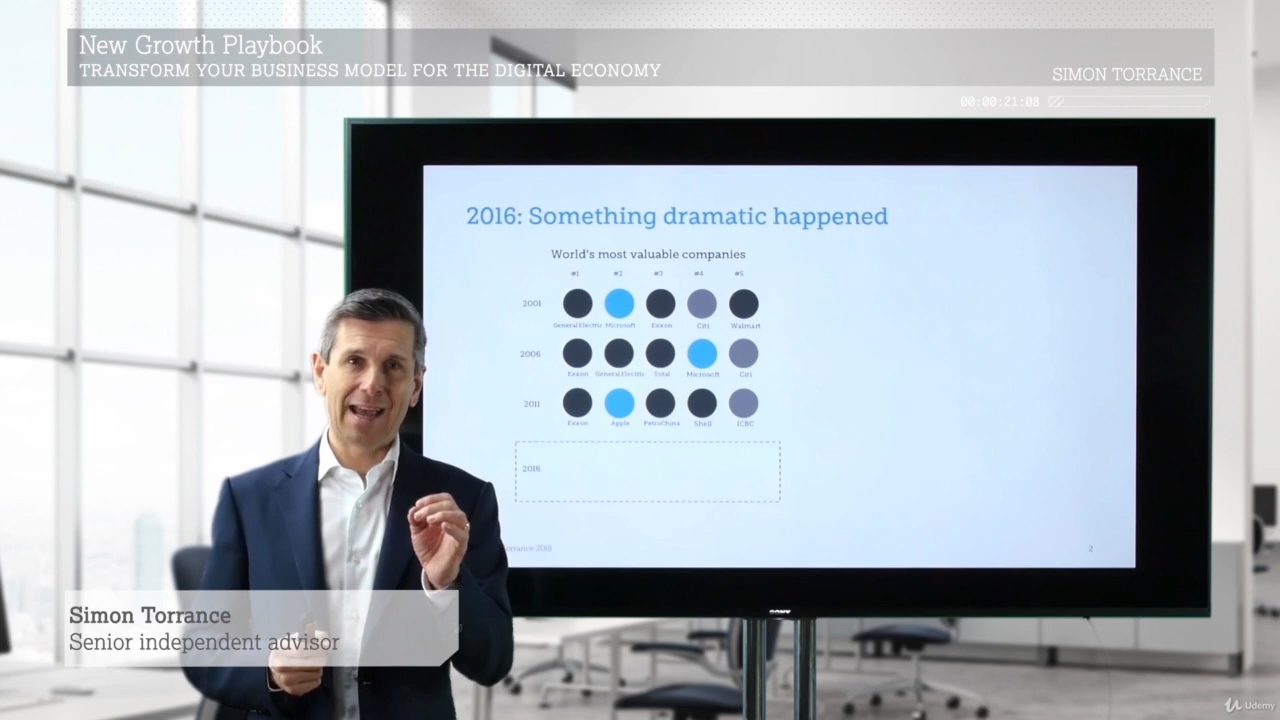 New Growth Playbook
TRANSFORM YOUR BUSINESS MODEL FOR THE DIGITAL ECONOMY
SIMON TORRANCE
00:00:21:08
2016: Something dramatic happened
World's most valuable companies
#1 #2 #3 #4 #5
2001
General Electric Microsoft Exxon Citi Walmart
2006
Exxon General Electric Total Microsoft Citi
2011
Exxon Apple PetroChina Shell ICBC
2016
orrance 2018
2
SONY
Simon Torrance
Senior independent advisor
Udemy